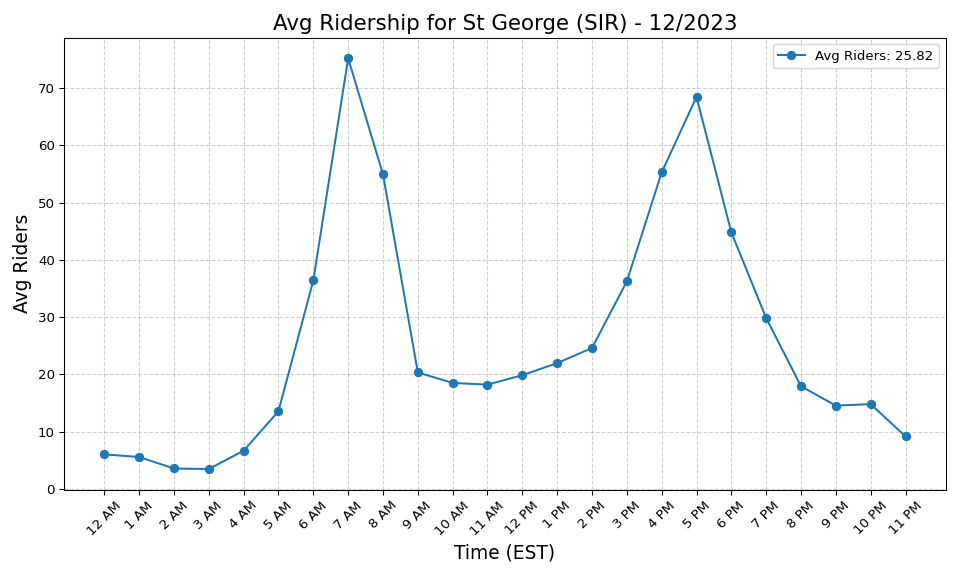 Avg Ridership for St George (SIR) - 12/2023
Avg Riders: 25.82
Avg Riders
70
60
50
40
30
20
10
0
12 AM
1 AM
2 AM
3 AM
4 AM
5 AM
6 AM
7 AM
8 AM
9 AM
10 AM
11 AM
12 PM
1 PM
2 PM
3 PM
4 PM
5 PM
6 PM
7 PM
8 PM
9 PM
10 PM
11 PM
Time (EST)